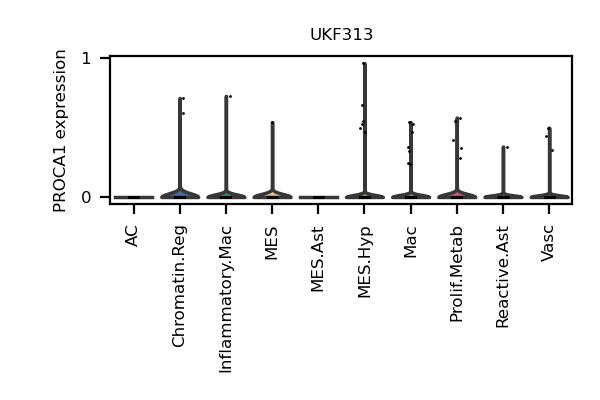 UKF313
PROCA1 expression
1
0
AC
Chromatin.Reg
Inflammatory.Mac
MES
MES.Ast
MES.Hyp
Mac
Prolif.Metab
Reactive.Ast
Vasc